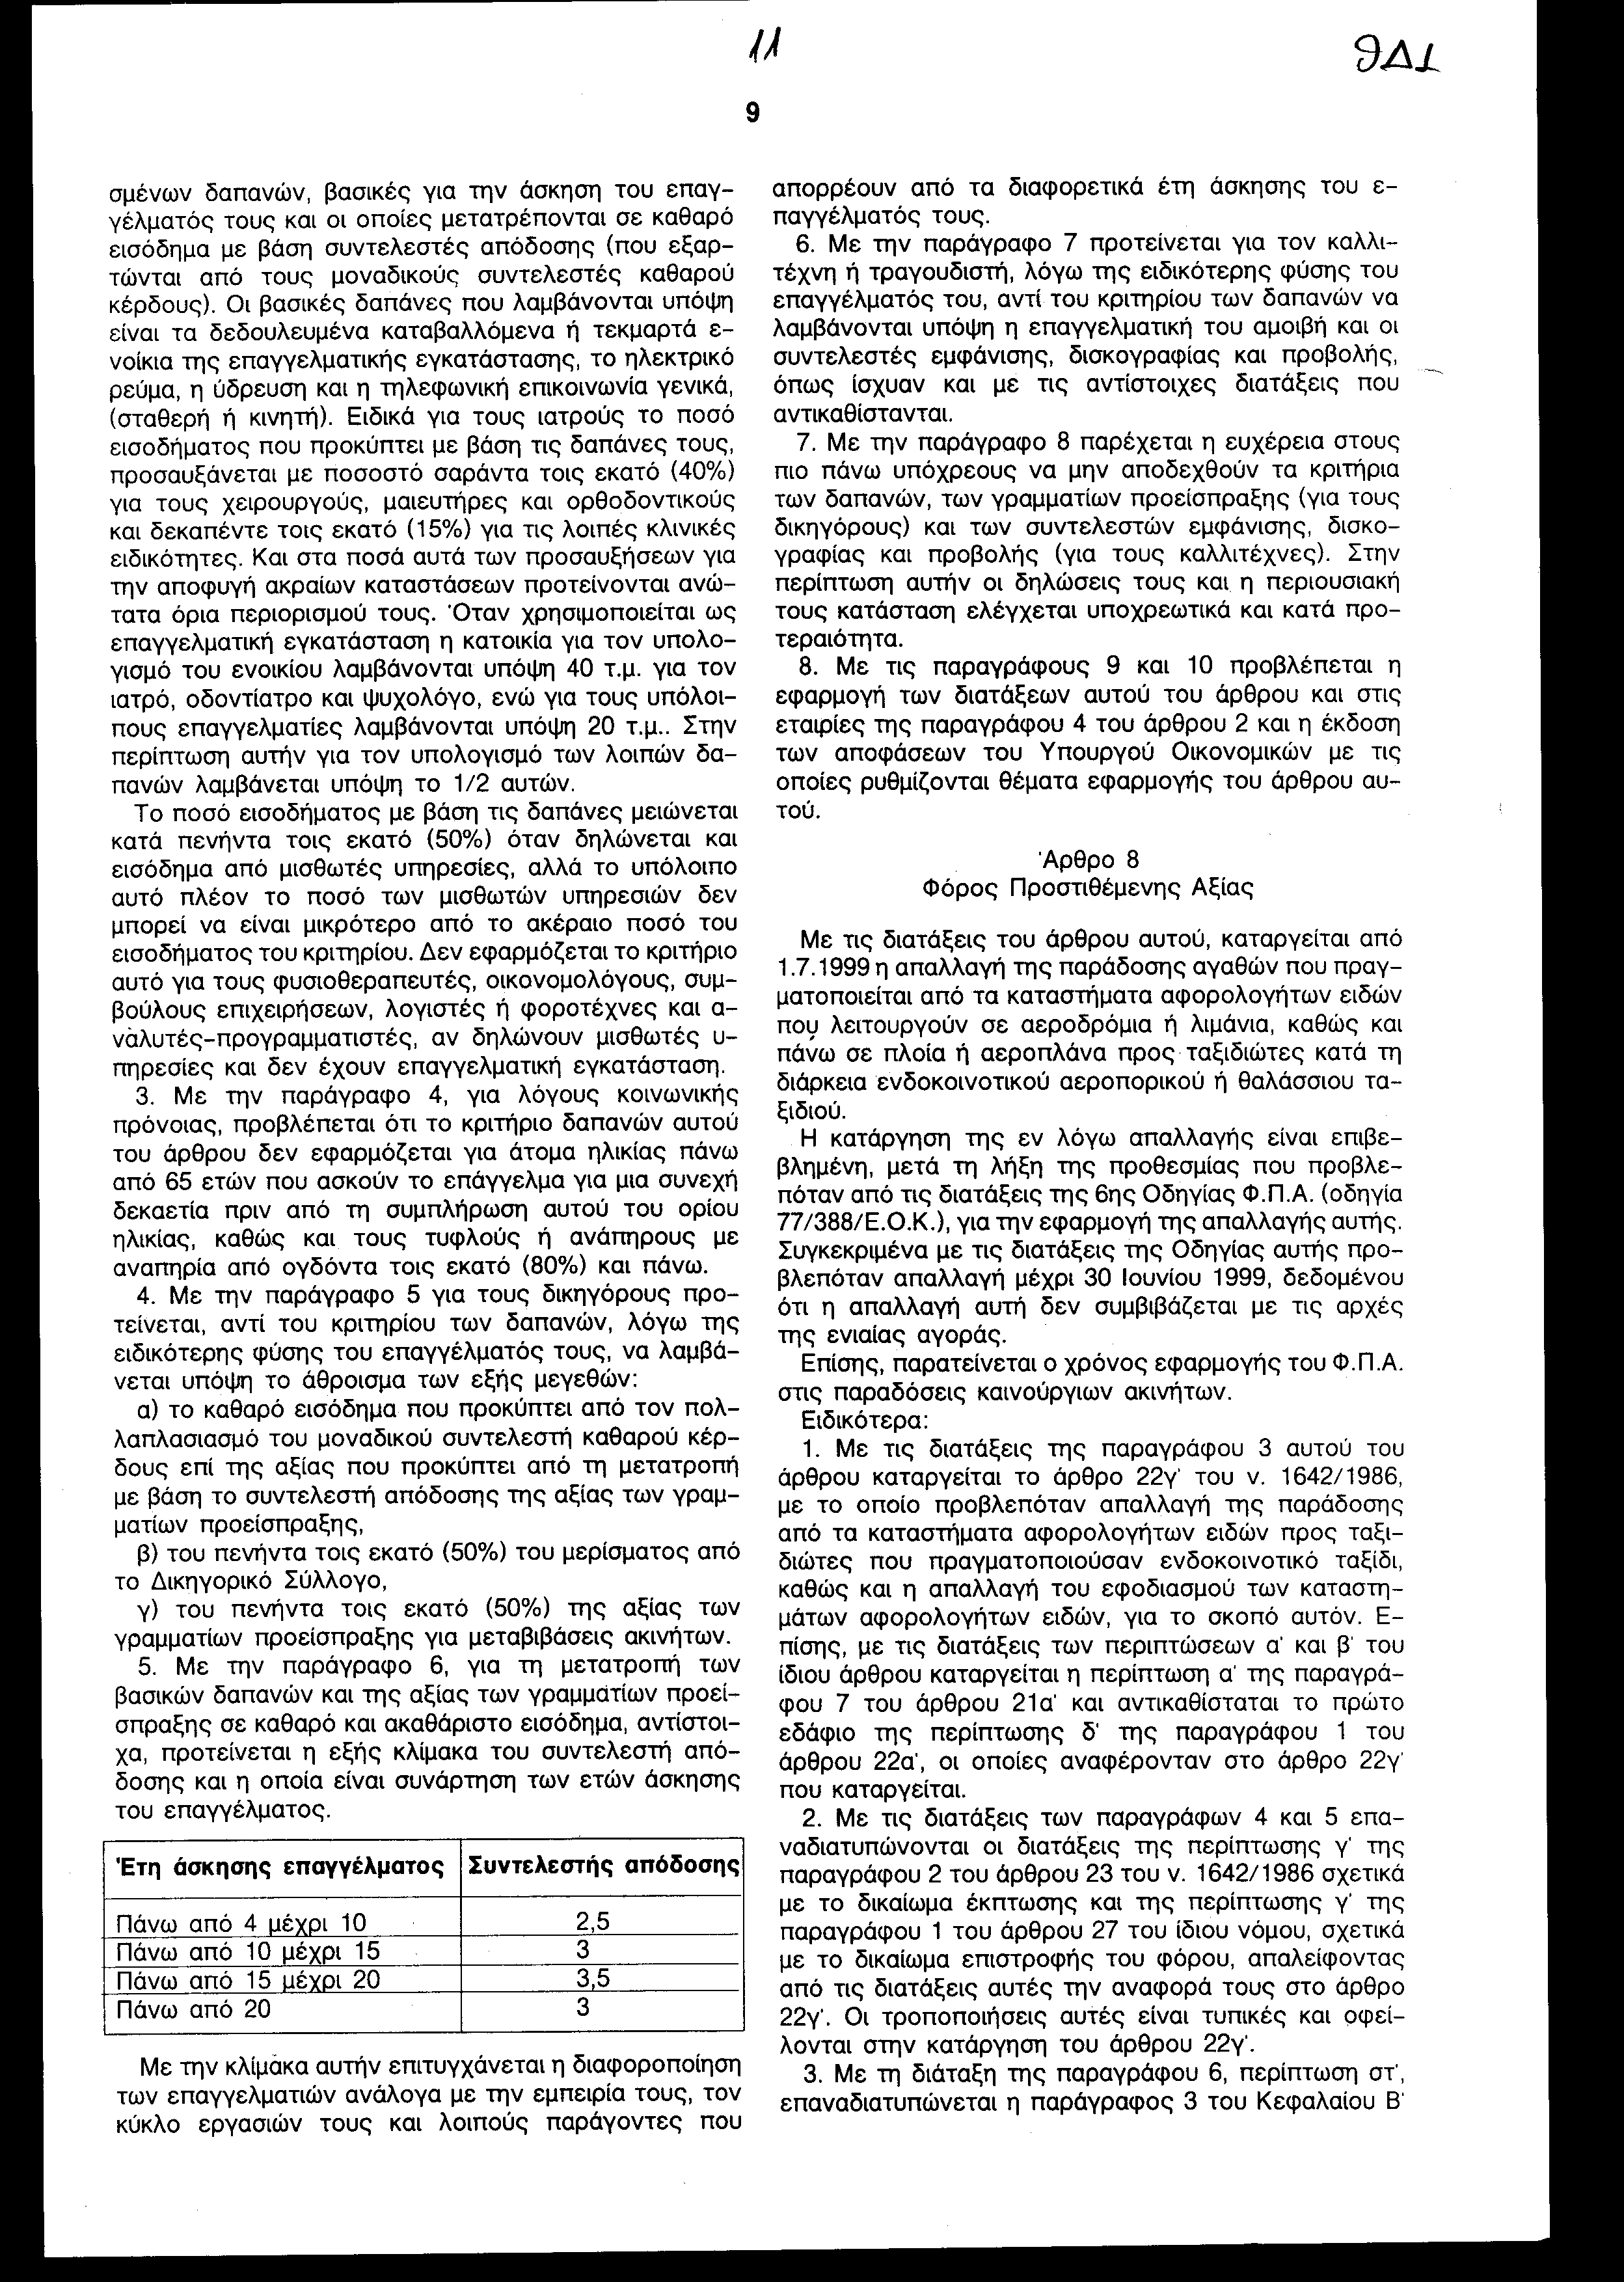 11
9
σμένων δαπανών, βασικές για την άσκηση του επαγ-
γέλματός τους και οι οποίες μετατρέπονται σε καθαρό
εισόδημα με βάση συντελεστές απόδοσης (που εξαρ-
τώνται από τους μοναδικούς συντελεστές καθαρού
κέρδους). Οι βασικές δαπάνες που λαμβάνονται υπόψη
είναι τα δεδουλευμένα καταβαλλόμενα ή τεκμαρτά ε-
νοίκια της επαγγελματικής εγκατάστασης, το ηλεκτρικό
ρεύμα, η ύδρευση και η τηλεφωνική επικοινωνία γενικά,
(σταθερή ή κινητή). Ειδικά για τους ιατρούς το ποσό
εισοδήματος που προκύπτει με βάση τις δαπάνες τους,
προσαυξάνεται με ποσοστό σαράντα τοις εκατό (40%)
για τους χειρουργούς, μαιευτήρες και ορθοδοντικούς
και δεκαπέντε τοις εκατό (15%) για τις λοιπές κλινικές
ειδικότητες. Και στα ποσά αυτά των προσαυξήσεων για
την αποφυγή ακραίων καταστάσεων προτείνονται ανώ-
τατα όρια περιορισμού τους. Όταν χρησιμοποιείται ως
επαγγελματική εγκατάσταση η κατοικία για τον υπολο-
γισμό του ενοικίου λαμβάνονται υπόψη 40 τ.μ. για τον
ιατρό, οδοντίατρο και ψυχολόγο, ενώ για τους υπόλοι-
πους επαγγελματίες λαμβάνονται υπόψη 20 τ.μ.. Στην
περίπτωση αυτήν για τον υπολογισμό των λοιπών δα-
πανών λαμβάνεται υπόψη το 1/2 αυτών.
Το ποσό εισοδήματος με βάση τις δαπάνες μειώνεται
κατά πενήντα τοις εκατό (50%) όταν δηλώνεται και
εισόδημα από μισθωτές υπηρεσίες, αλλά το υπόλοιπο
αυτό πλέον το ποσό των μισθωτών υπηρεσιών δεν
μπορεί να είναι μικρότερο από το ακέραιο ποσό του
εισοδήματος του κριτηρίου. Δεν εφαρμόζεται το κριτήριο
αυτό για τους φυσιοθεραπευτές, οικονομολόγους, συμ-
βούλους επιχειρήσεων, λογιστές ή φοροτέχνες και α-
ναλυτές-προγραμματιστές, αν δηλώνουν μισθωτές υ-
πηρεσίες και δεν έχουν επαγγελματική εγκατάσταση.
3. Με την παράγραφο 4, για λόγους κοινωνικής
πρόνοιας, προβλέπεται ότι το κριτήριο δαπανών αυτού
του άρθρου δεν εφαρμόζεται για άτομα ηλικίας πάνω
από 65 ετών που ασκούν το επάγγελμα για μια συνεχή
δεκαετία πριν από τη συμπλήρωση αυτού του ορίου
ηλικίας, καθώς και τους τυφλούς ή ανάπηρους με
αναπηρία από ογδόντα τοις εκατό (80%) και πάνω.
4. Με την παράγραφο 5 για τους δικηγόρους προ-
τείνεται, αντί του κριτηρίου των δαπανών, λόγω της
ειδικότερης φύσης του επαγγέλματός τους, να λαμβά-
νεται υπόψη το άθροισμα των εξής μεγεθών:
α) το καθαρό εισόδημα που προκύπτει από τον πολ-
λαπλασιασμό του μοναδικού συντελεστή καθαρού κέρ-
δους επί της αξίας που προκύπτει από τη μετατροπή
με βάση το συντελεστή απόδοσης της αξίας των γραμ-
ματίων προείσπραξης,
β) του πενήντα τοις εκατό (50%) του μερίσματος από
το Δικηγορικό Σύλλογο,
γ) του πενήντα τοις εκατό (50%) της αξίας των
γραμματίων προείσπραξης για μεταβιβάσεις ακινήτων.
5. Με την παράγραφο 6, για τη μετατροπή των
βασικών δαπανών και της αξίας των γραμματίων προεί-
σπραξης σε καθαρό και ακαθάριστο εισόδημα, αντίστοι-
χα, προτείνεται η εξής κλίμακα του συντελεστή από-
δοσης και η οποία είναι συνάρτηση των ετών άσκησης
του επαγγέλματος.
Έτη άσκησης επαγγέλματος Συντελεστής απόδοσης
Πάνω από 4 μέχρι 10 2,5
Πάνω από 10 μέχρι 15 3
Πάνω από 15 μέχρι 20 3,5
Πάνω από 20 3
Με την κλίμακα αυτήν επιτυγχάνεται η διαφοροποίηση
των επαγγελματιών ανάλογα με την εμπειρία τους, τον
κύκλο εργασιών τους και λοιπούς παράγοντες που
απορρέουν από τα διαφορετικά έτη άσκησης του ε-
παγγέλματός τους.
6. Με την παράγραφο 7 προτείνεται για τον καλλι-
τέχνη ή τραγουδιστή, λόγω της ειδικότερης φύσης του
επαγγέλματός του, αντί του κριτηρίου των δαπανών να
λαμβάνονται υπόψη η επαγγελματική του αμοιβή και οι
συντελεστές εμφάνισης, δισκογραφίας και προβολής,
όπως ίσχυαν και με τις αντίστοιχες διατάξεις που
αντικαθίστανται.
7. Με την παράγραφο 8 παρέχεται η ευχέρεια στους
πιο πάνω υπόχρεους να μην αποδεχθούν τα κριτήρια
των δαπανών, των γραμματίων προείσπραξης (για τους
δικηγόρους) και των συντελεστών εμφάνισης, δισκο-
γραφίας και προβολής (για τους καλλιτέχνες). Στην
περίπτωση αυτήν οι δηλώσεις τους και η περιουσιακή
τους κατάσταση ελέγχεται υποχρεωτικά και κατά προ-
τεραιότητα.
8. Με τις παραγράφους 9 και 10 προβλέπεται η
εφαρμογή των διατάξεων αυτού του άρθρου και στις
εταιρίες της παραγράφου 4 του άρθρου 2 και η έκδοση
των αποφάσεων του Υπουργού Οικονομικών με τις
οποίες ρυθμίζονται θέματα εφαρμογής του άρθρου αυ-
τού.
Άρθρο 8
Φόρος Προστιθέμενης Αξίας
Με τις διατάξεις του άρθρου αυτού, καταργείται από
1.7.1999 η απαλλαγή της παράδοσης αγαθών που πραγ-
ματοποιείται από τα καταστήματα αφορολογήτων ειδών
που λειτουργούν σε αεροδρόμια ή λιμάνια, καθώς και
πάνω σε πλοία ή αεροπλάνα προς ταξιδιώτες κατά τη
διάρκεια ενδοκοινοτικού αεροπορικού ή θαλάσσιου τα-
ξιδιού.
Η κατάργηση της εν λόγω απαλλαγής είναι επιβε-
βλημένη, μετά τη λήξη της προθεσμίας που προβλε-
πόταν από τις διατάξεις της 6ης Οδηγίας Φ.Π.Α. (οδηγία
77/388/Ε.Ο.Κ.), για την εφαρμογή της απαλλαγής αυτής.
Συγκεκριμένα με τις διατάξεις της Οδηγίας αυτής προ-
βλεπόταν απαλλαγή μέχρι 30 Ιουνίου 1999, δεδομένου
ότι η απαλλαγή αυτή δεν συμβιβάζεται με τις αρχές
της ενιαίας αγοράς.
Επίσης, παρατείνεται ο χρόνος εφαρμογής του Φ.Π.Α.
στις παραδόσεις καινούργιων ακινήτων.
Ειδικότερα:
1. Με τις διατάξεις της παραγράφου 3 αυτού του
άρθρου καταργείται το άρθρο 22γ' του ν. 1642/1986,
με το οποίο προβλεπόταν απαλλαγή της παράδοσης
από τα καταστήματα αφορολογήτων ειδών προς ταξι-
διώτες που πραγματοποιούσαν ενδοκοινοτικό ταξίδι,
καθώς και η απαλλαγή του εφοδιασμού των καταστη-
μάτων αφορολογήτων ειδών, για το σκοπό αυτόν. Ε-
πίσης, με τις διατάξεις των περιπτώσεων α' και β' του
ίδιου άρθρου καταργείται η περίπτωση α' της παραγρά-
φου 7 του άρθρου 21α' και αντικαθίσταται το πρώτο
εδάφιο της περίπτωσης δ' της παραγράφου 1 του
άρθρου 22α', οι οποίες αναφέρονταν στο άρθρο 22γ'
που καταργείται.
2. Με τις διατάξεις των παραγράφων 4 και 5 επα-
ναδιατυπώνονται οι διατάξεις της περίπτωσης γ' της
παραγράφου 2 του άρθρου 23 του ν. 1642/1986 σχετικά
με το δικαίωμα έκπτωσης και της περίπτωσης γ' της
παραγράφου 1 του άρθρου 27 του ίδιου νόμου, σχετικά
με το δικαίωμα επιστροφής του φόρου, απαλείφοντας
από τις διατάξεις αυτές την αναφορά τους στο άρθρο
22γ'. Οι τροποποιήσεις αυτές είναι τυπικές και οφεί-
λονται στην κατάργηση του άρθρου 22γ'.
3. Με τη διάταξη της παραγράφου 6, περίπτωση στ',
επαναδιατυπώνεται η παράγραφος 3 του Κεφαλαίου Β'